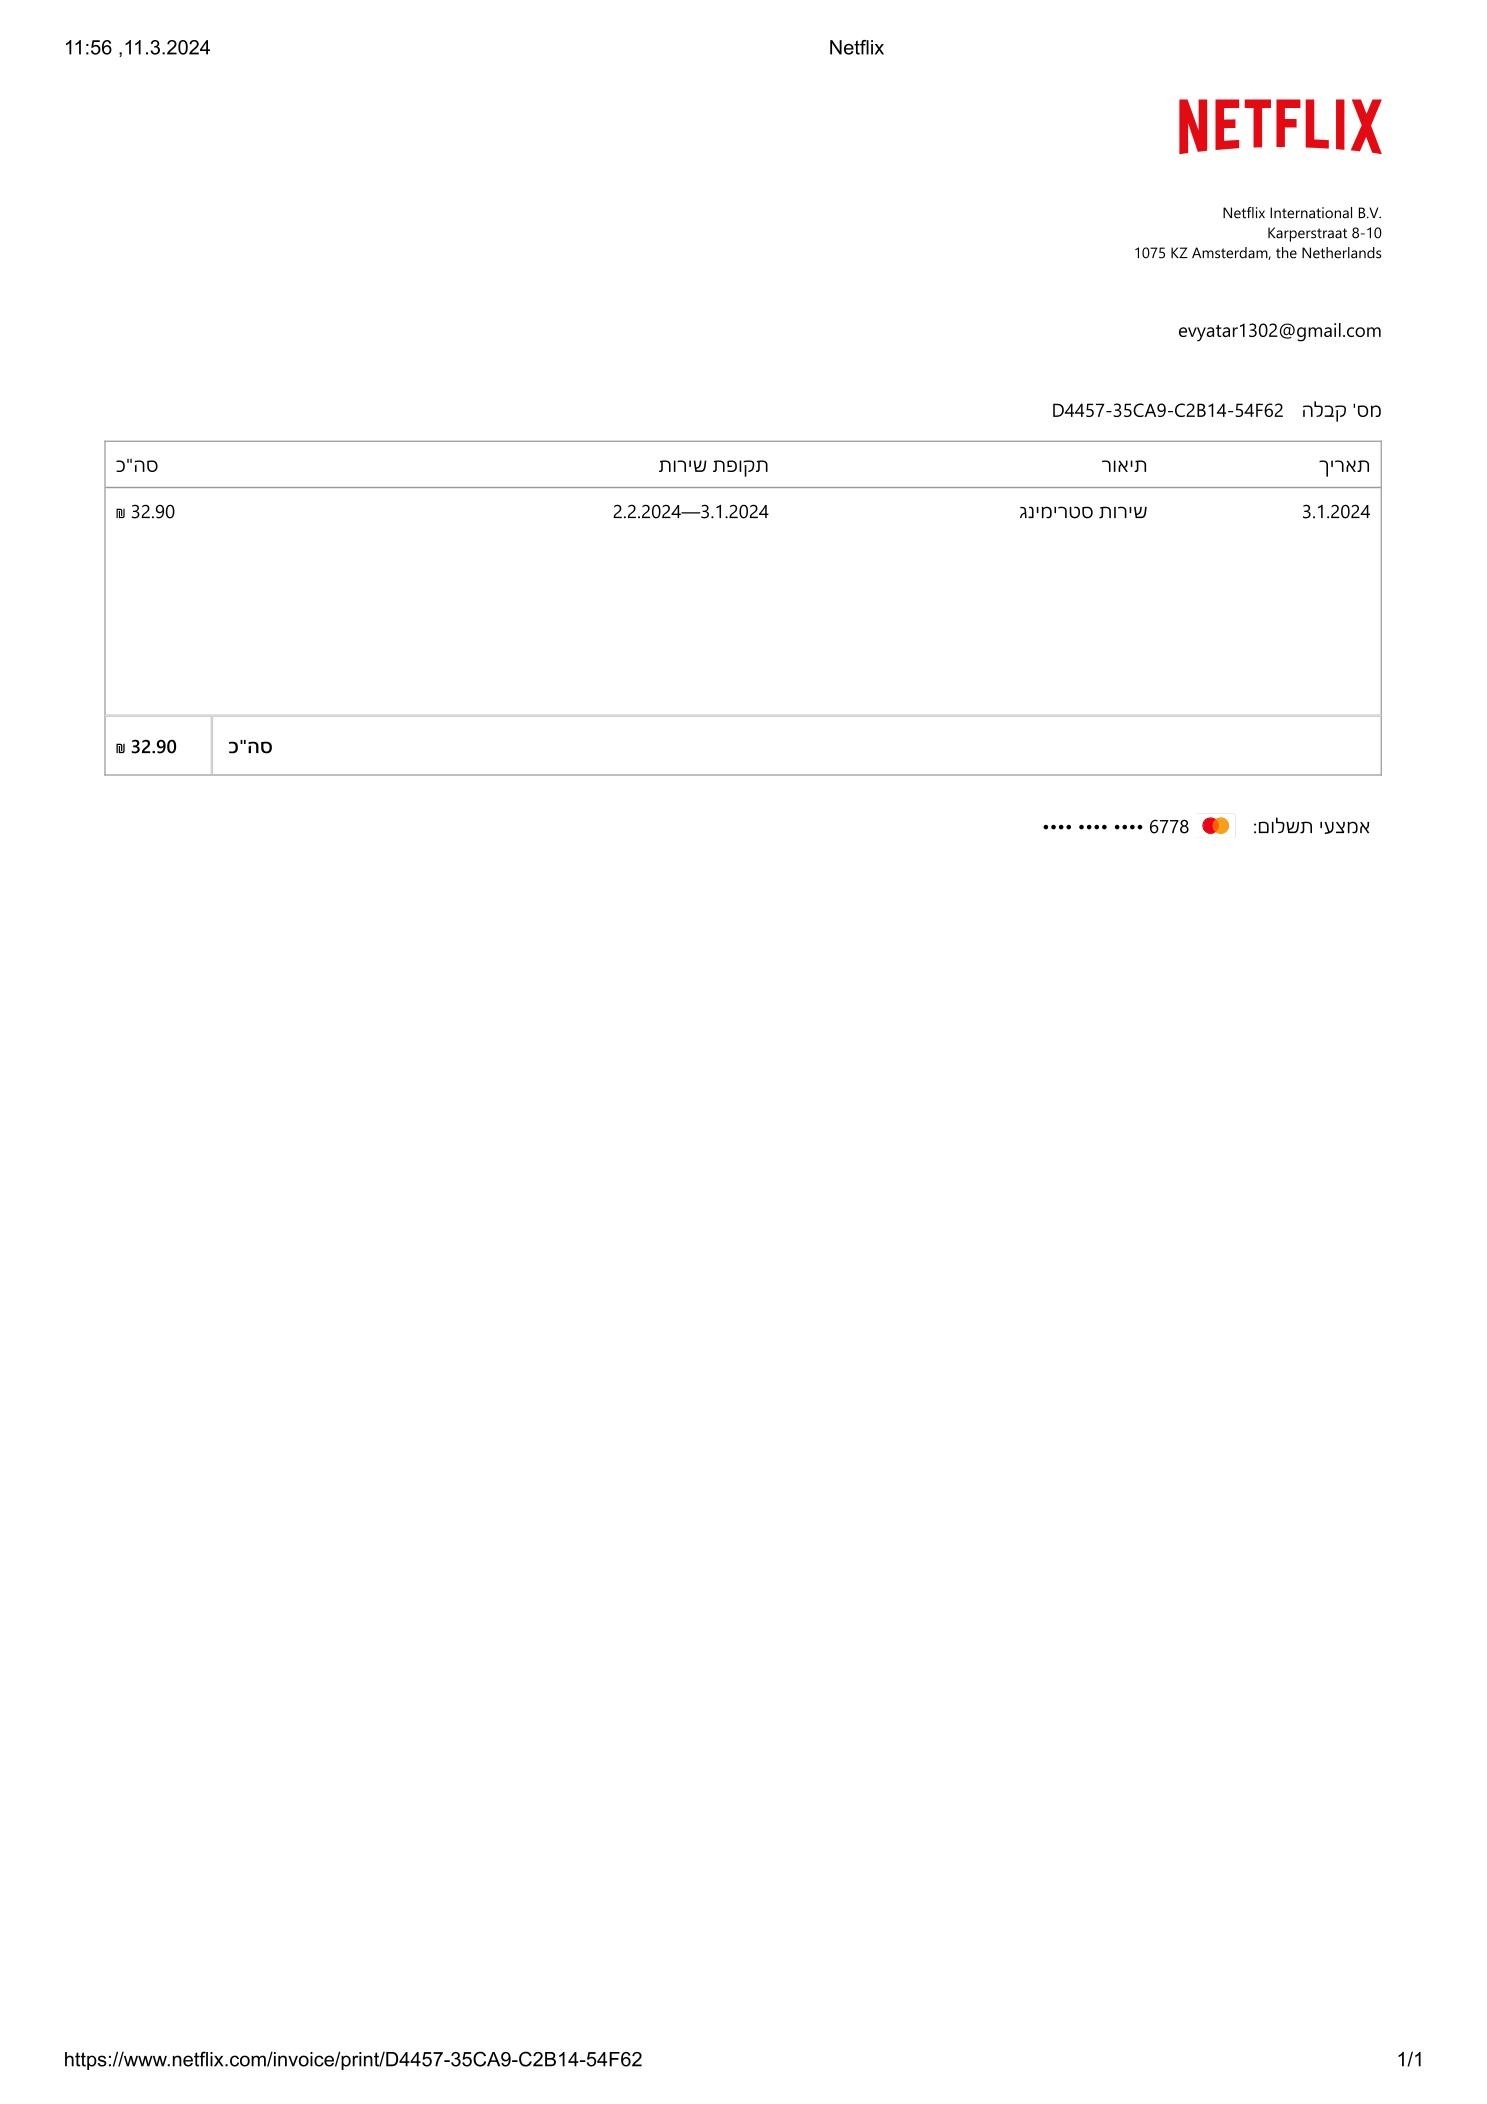 11:56 ,11.3.2024 Netflix
NETFLIX
Netflix International B.V.
Karperstraat 8-10
1075 KZ Amsterdam, the Netherlands
evyatar1302@gmail.com
מס' קבלה D4457-35CA9-C2B14-54F62
תאריך תיאור תקופת שירות סה"כ
3.1.2024 שירות סטרימינג 3.1.2024—2.2.2024 32.90 ₪
סה"כ 32.90 ₪
אמצעי תשלום: •••• •••• •••• 6778
https://www.netflix.com/invoice/print/D4457-35CA9-C2B14-54F62 1/1